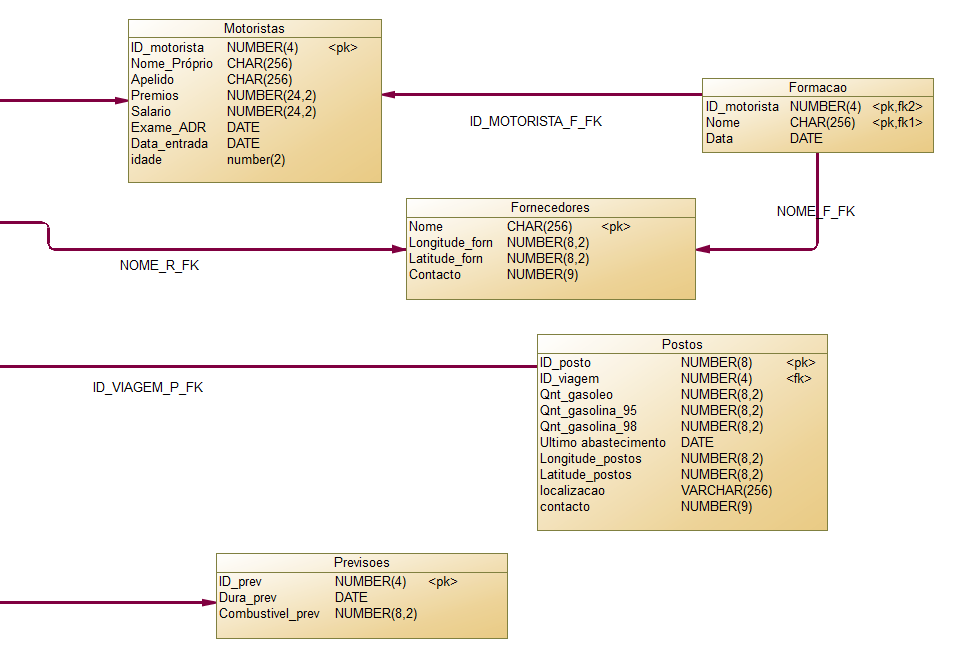 Motoristas
ID_motorista NUMBER(4) <pk>
Nome_Próprio CHAR(256)
Apelido CHAR(256)
Premios NUMBER(24,2)
Salario NUMBER(24,2)
Exame_ADR DATE
Data_entrada DATE
idade number(2)
ID_MOTORISTA_F_FK
Formacao
ID_motorista NUMBER(4) <pk,fk2>
Nome CHAR(256) <pk,fk1>
Data DATE
NOME_F_FK
Fornecedores
Nome CHAR(256) <pk>
Longitude_forn NUMBER(8,2)
Latitude_forn NUMBER(8,2)
Contacto NUMBER(9)
NOME_R_FK
Postos
ID_posto NUMBER(8) <pk>
ID_viagem NUMBER(4) <fk>
Qnt_gasoleo NUMBER(8,2)
Qnt_gasolina_95 NUMBER(8,2)
Qnt_gasolina_98 NUMBER(8,2)
Ultimo abastecimento DATE
Longitude_postos NUMBER(8,2)
Latitude_postos NUMBER(8,2)
localizacao VARCHAR(256)
contacto NUMBER(9)
ID_VIAGEM_P_FK
Previsoes
ID_prev NUMBER(4) <pk>
Dura_prev DATE
Combustivel_prev NUMBER(8,2)